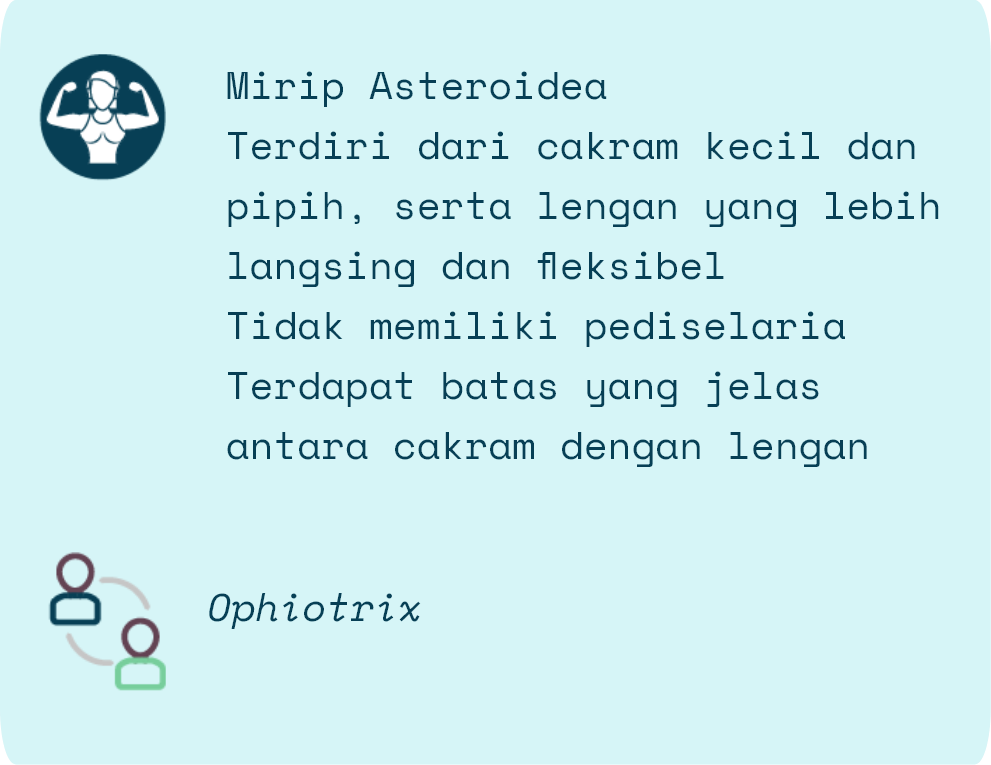 Mirip Asteroidea
Terdiri dari cakram kecil dan
pipih, serta lengan yang lebih
langsing dan fleksibel
Tidak memiliki pediselaria
Terdapat batas yang jelas
antara cakram dengan lengan
Ophiotrix